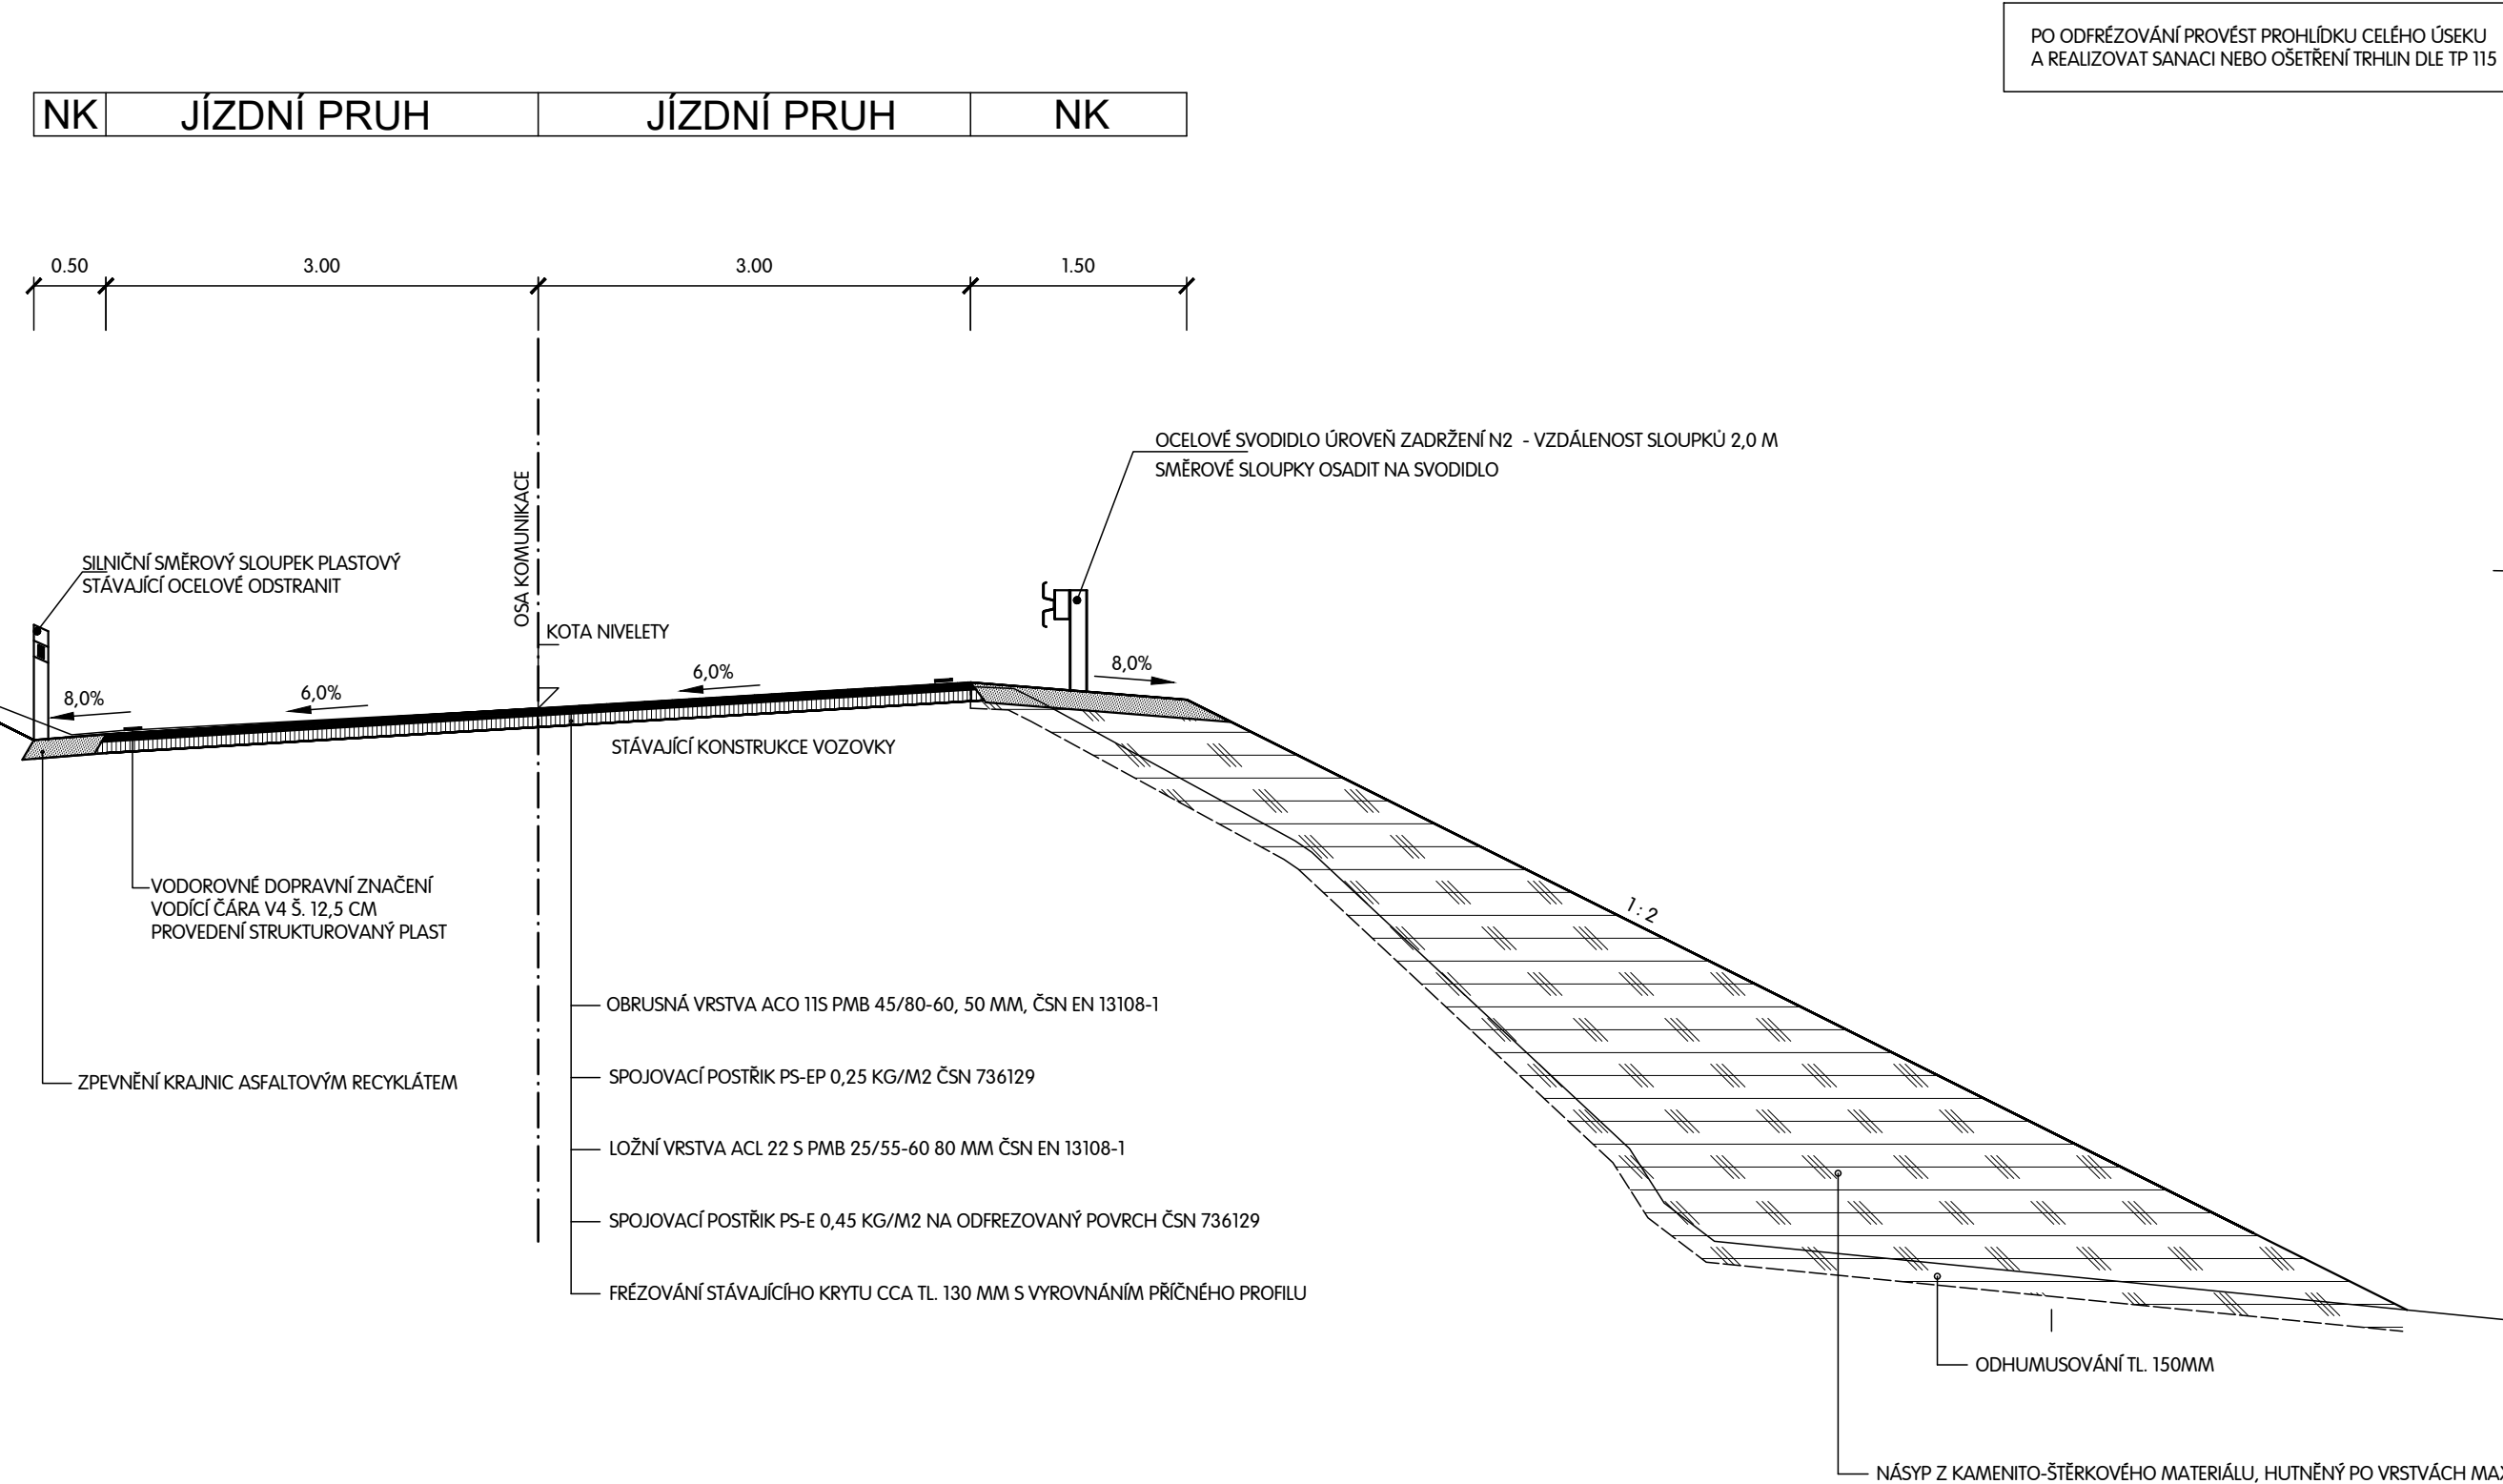 PO ODFRÉZOVÁNÍ PROVÉST PROHLÍDKU CELÉHO ÚSEKU
A REALIZOVAT SANACI NEBO OŠETŘENÍ TRHLIN DLE TP 115
NK JÍZDNÍ PRUH JÍZDNÍ PRUH NK
0.50 3.00 3.00 1.50
OCELOVÉ SVODIDLO ÚROVEŇ ZADRŽENÍ N2 - VZDÁLENOST SLOUPKŮ 2,0 M
SMĚROVÉ SLOUPKY OSADIT NA SVODIDLO
OSA KOMUNIKACE
SILNIČNÍ SMĚROVÝ SLOUPEK PLASTOVÝ
STÁVAJÍCÍ OCELOVÉ ODSTRANIT
KOTA NIVELETY
8,0% 6,0% 6,0% 8,0%
STÁVAJÍCÍ KONSTRUKCE VOZOVKY
1:2
VODOROVNÉ DOPRAVNÍ ZNAČENÍ
VODÍCÍ ČÁRA V4 Š. 12,5 CM
PROVEDENÍ STRUKTUROVANÝ PLAST
OBRUSNÁ VRSTVA ACO 11S PMB 45/80-60, 50 MM, ČSN EN 13108-1
ZPEVNĚNÍ KRAJNIC ASFALTOVÝM RECYKLÁTEM
SPOJOVACÍ POSTŘIK PS-EP 0,25 KG/M2 ČSN 736129
LOŽNÍ VRSTVA ACL 22 S PMB 25/55-60 80 MM ČSN EN 13108-1
SPOJOVACÍ POSTŘIK PS-E 0,45 KG/M2 NA ODFREZOVANÝ POVRCH ČSN 736129
FRÉZOVÁNÍ STÁVAJÍCÍHO KRYTU CCA TL. 130 MM S VYROVNÁNÍM PŘÍČNÉHO PROFILU
ODHUMUSOVÁNÍ TL. 150MM
NÁSYP Z KAMENITO-ŠTĚRKOVÉHO MATERIÁLU, HUTNĚNÝ PO VRSTVÁCH